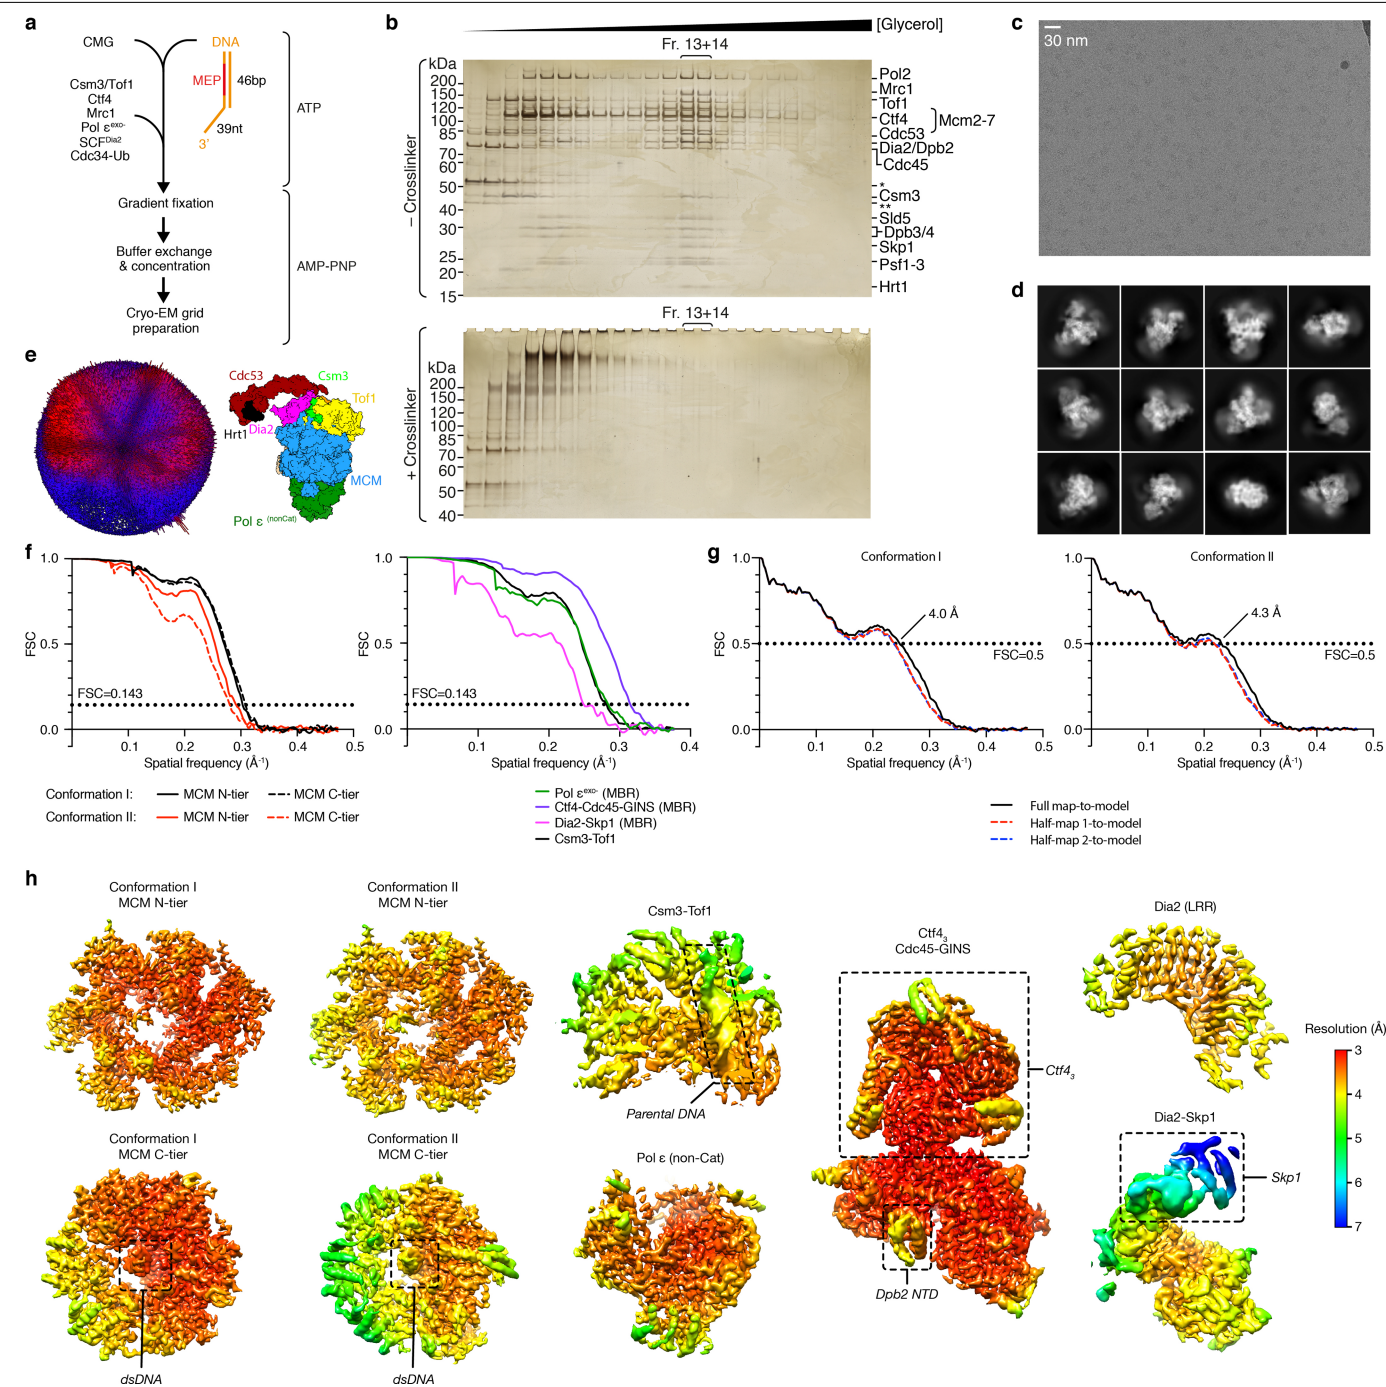 a
CMG
DNA
MEP
46bp
Csm3/Tof1
Ctf4
Mrc1
Pol ε^exo-
SCF^Dia2
Cdc34-Ub
39nt
3'
ATP
Gradient fixation
Buffer exchange
& concentration
Cryo-EM grid
preparation
AMP-PNP
b
[Glycerol]
Fr. 13+14
kDa
200
150
120
100
85
70
60
50
40
30
25
20
15
– Crosslinker
Pol2
Mrc1
Tof1
Ctf4
Mcm2-7
Cdc53
Dia2/Dpb2
Cdc45
*
Csm3
**
Sld5
Dpb3/4
Skp1
Psf1-3
Hrt1
Fr. 13+14
kDa
200
150
120
100
85
70
60
50
40
+ Crosslinker
c
30 nm
d
e
Cdc53
Csm3
Tof1
Hrt1
Dia2
MCM
Pol ε (nonCat)
f
1.0
0.5
0.0
FSC
FSC=0.143
0.1 0.2 0.3 0.4 0.5
Spatial frequency (Å-1)
Conformation I: MCM N-tier MCM C-tier
Conformation II: MCM N-tier MCM C-tier
1.0
0.5
0.0
FSC
FSC=0.143
0.1 0.2 0.3 0.4
Spatial frequency (Å-1)
Pol ε^exo- (MBR)
Ctf4-Cdc45-GINS (MBR)
Dia2-Skp1 (MBR)
Csm3-Tof1
g
Conformation I
1.0
0.5
0.0
FSC
4.0 Å
FSC=0.5
0.1 0.2 0.3 0.4 0.5
Spatial frequency (Å-1)
Conformation II
1.0
0.5
0.0
4.3 Å
FSC=0.5
0.1 0.2 0.3 0.4 0.5
Spatial frequency (Å-1)
Full map-to-model
Half-map 1-to-model
Half-map 2-to-model
h
Conformation I
MCM N-tier
Conformation II
MCM N-tier
Csm3-Tof1
Parental DNA
Ctf4₃
Cdc45-GINS
Ctf4₃
Dpb2 NTD
Dia2 (LRR)
Conformation I
MCM C-tier
dsDNA
Conformation II
MCM C-tier
dsDNA
Pol ε (non-Cat)
Dia2-Skp1
Skp1
Resolution (Å)
3
4
5
6
7